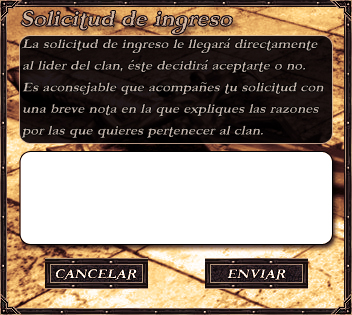 Solicitud de ingreso
La solicitud de ingreso le llegará directamente
al lider del clan, éste decidirá aceptarte o no.
Es aconsejable que acompañes tu solicitud con
una breve nota en la que expliques las razones
por las que quieres pertenecer al clan.
CANCELAR
ENVIAR